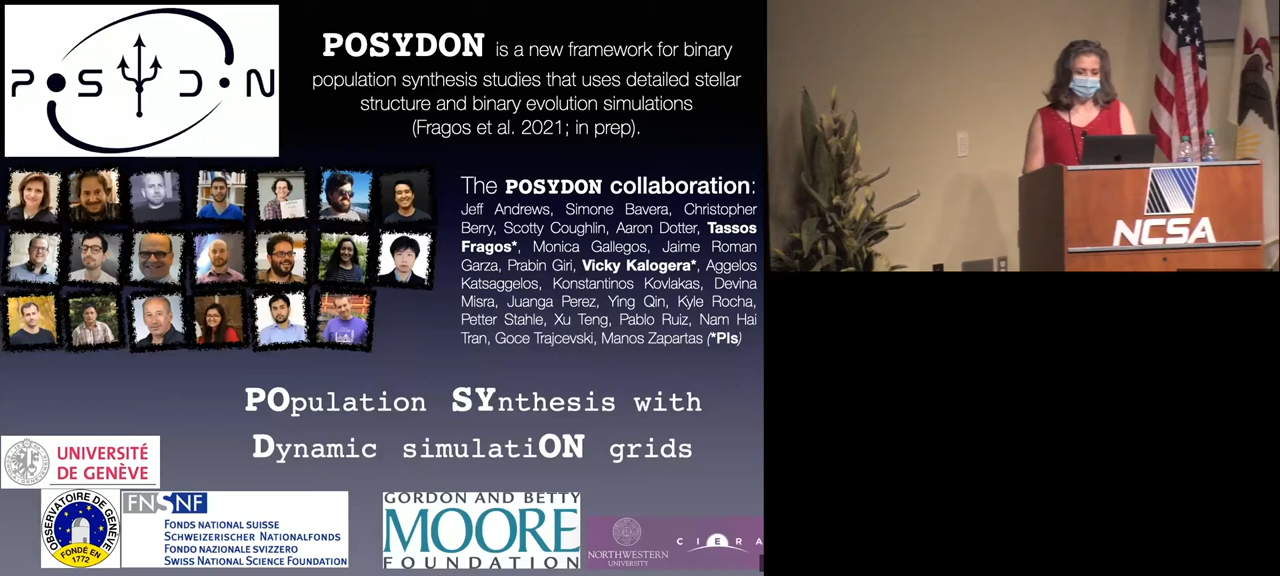 POSYDON
POSYDON is a new framework for binary
population synthesis studies that uses detailed stellar
structure and binary evolution simulations
(Fragos et al. 2021; in prep).
The POSYDON collaboration:
Jeff Andrews, Simone Bavera, Christopher
Berry, Scotty Coughlin, Aaron Dotter, Tassos
Fragos*, Monica Gallegos, Jaime Roman
Garza, Prabin Giri, Vicky Kalogera*, Aggelos
Katsaggelos, Konstantinos Kovlakas, Devina
Misra, Juanga Perez, Ying Qin, Kyle Rocha,
Petter Stahle, Xu Teng, Pablo Ruiz, Nam Hai
Tran, Goce Trajcevski, Manos Zapartas (*PIs)
POpulation SYnthesis with
Dynamic simulatiON grids
UNIVERSITÉ
DE GENÈVE
OBSERVATOIRE DE GENÈVE
FONDÉ EN
1772
FNSNF
FONDS NATIONAL SUISSE
SCHWEIZERISCHER NATIONALFONDS
FONDO NAZIONALE SVIZZERO
SWISS NATIONAL SCIENCE FOUNDATION
GORDON AND BETTY
MOORE
FOUNDATION
NORTHWESTERN
UNIVERSITY
CIERA
NCSA